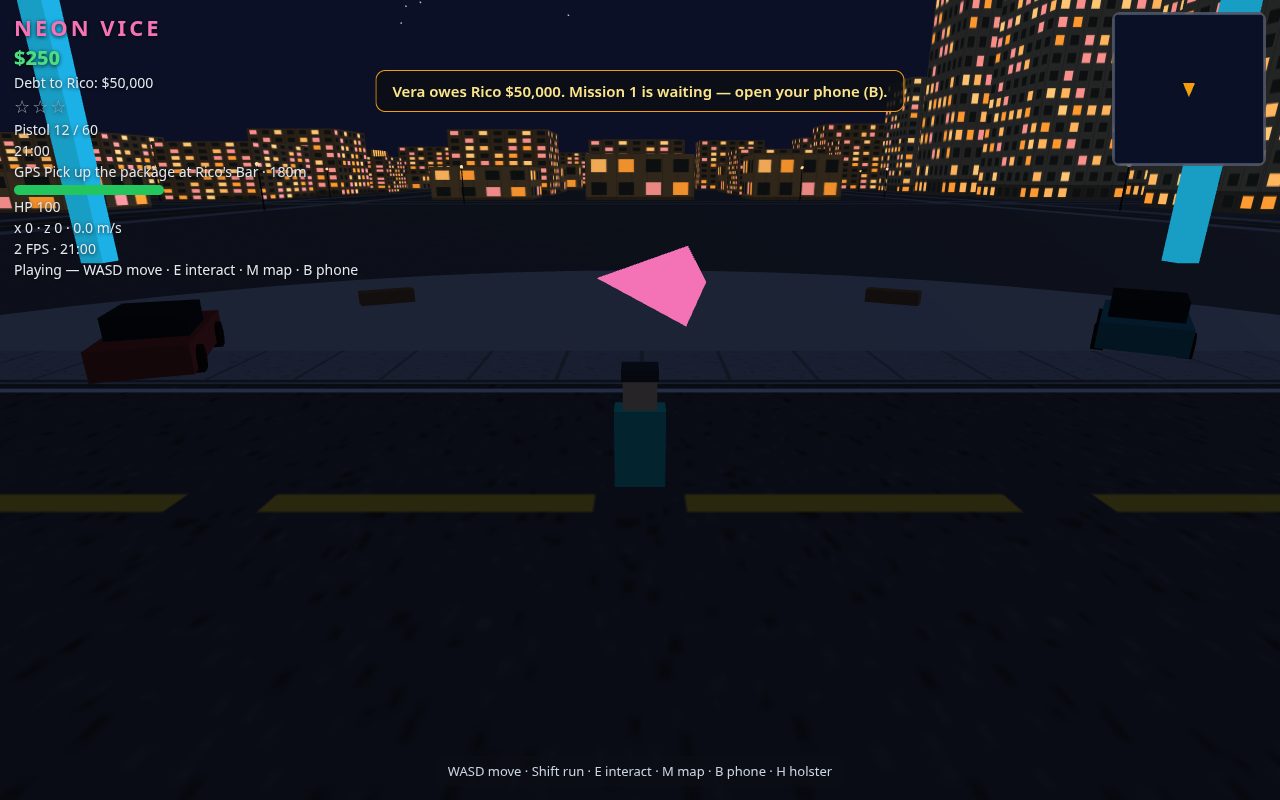 NEON VICE
$250
Debt to Rico: $50,000
☆☆☆
Pistol 12 / 60
21:00
GPS Pick up the package at Rico's Bar · 180m
HP 100
x 0 · z 0 · 0.0 m/s
2 FPS · 21:00
Playing — WASD move · E interact · M map · B phone
Vera owes Rico $50,000. Mission 1 is waiting — open your phone (B).
WASD move · Shift run · E interact · M map · B phone · H holster